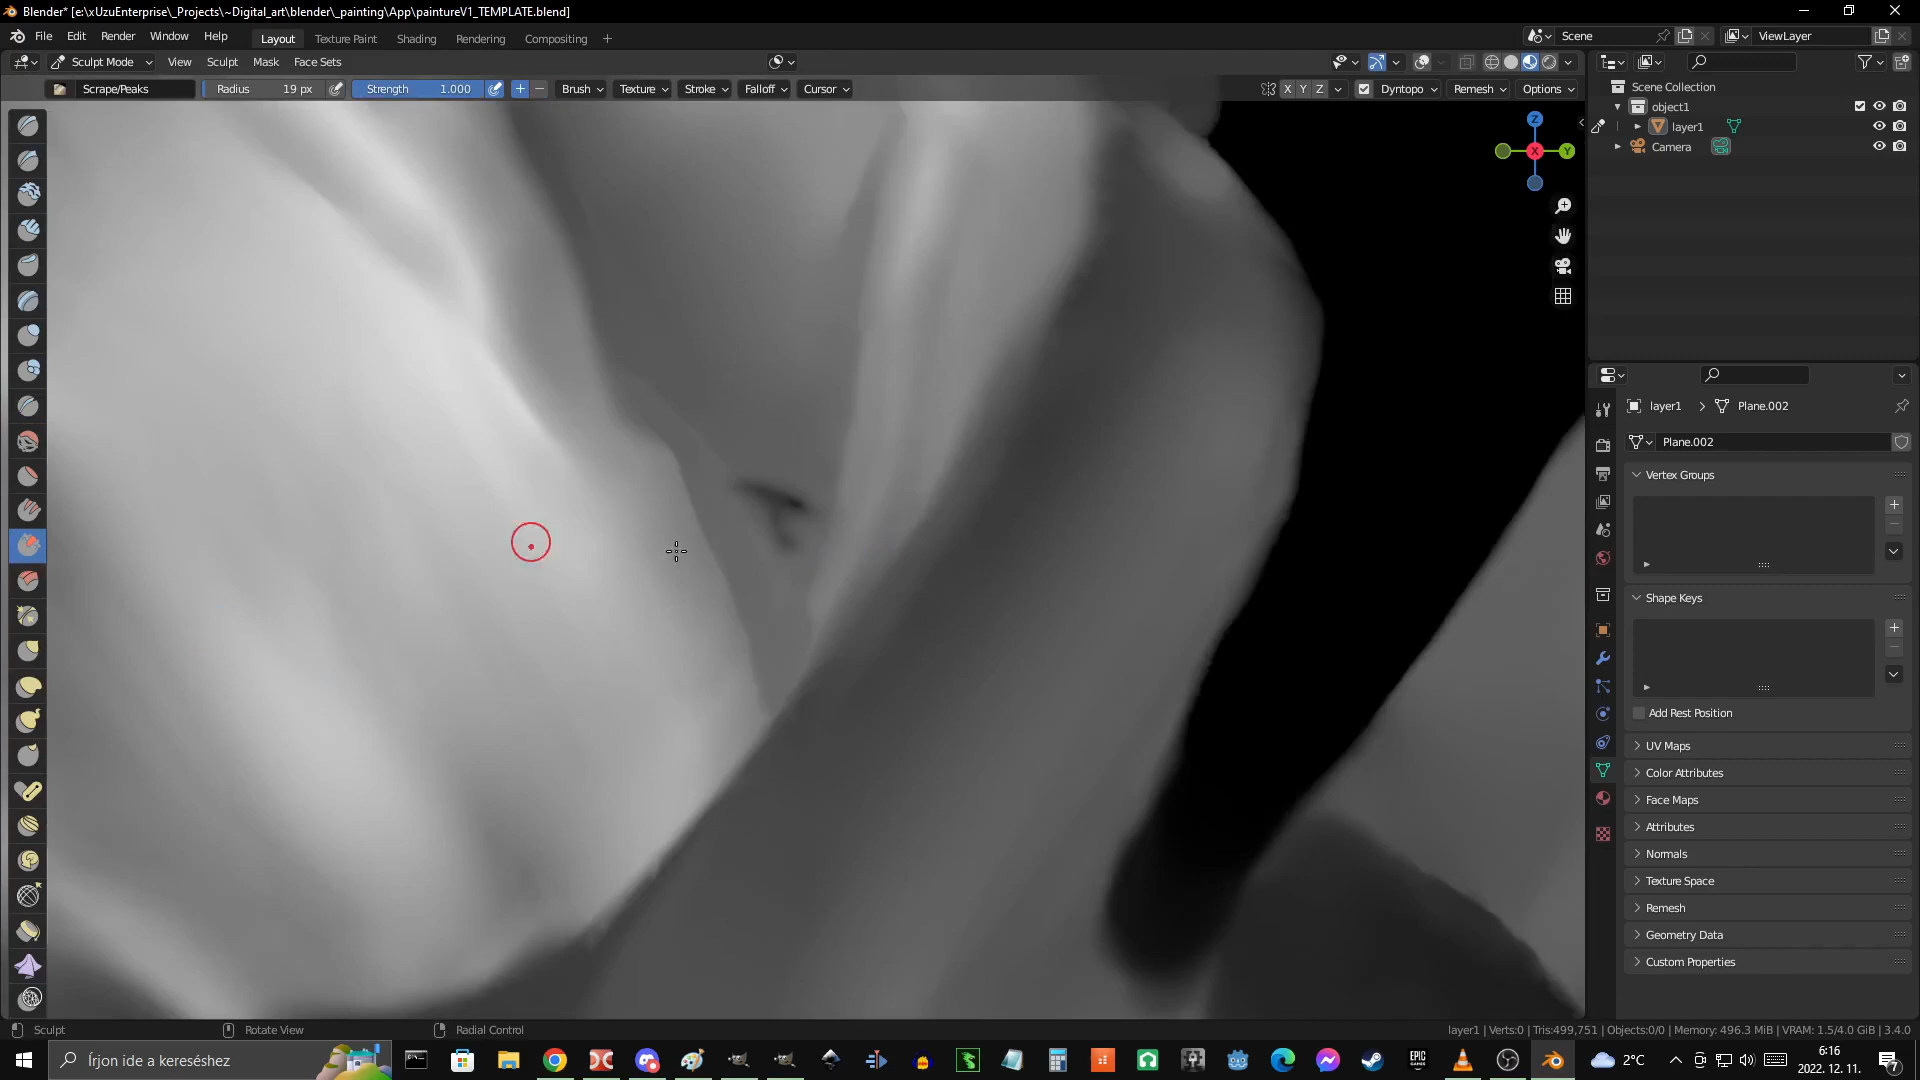 Blender* [e:\xUzuEnterprise\_Projects\~Digital_art\blender\_painting\App\paintureV1_TEMPLATE.blend]
File Edit Render Window Help Layout Texture Paint Shading Rendering Compositing + Scene ViewLayer
Sculpt Mode View Sculpt Mask Face Sets
Scrape/Peaks Radius 19 px Strength 1.000 + − Brush Texture Stroke Falloff Cursor X Y Z Dyntopo Remesh Options
Scene Collection
object1
layer1
Camera
Z
X Y
layer1 > Plane.002
Plane.002
Vertex Groups
Shape Keys
Add Rest Position
UV Maps
Color Attributes
Face Maps
Attributes
Normals
Texture Space
Remesh
Geometry Data
Custom Properties
Sculpt Rotate View Radial Control layer1 | Verts:0 | Tris:499,751 | Objects:0/0 | Memory: 496.3 MiB | VRAM: 1.5/4.0 GiB | 3.4.0
Írjon ide a kereséshez
EPIC GAMES
2°C
6:16
2022. 12. 11.
7